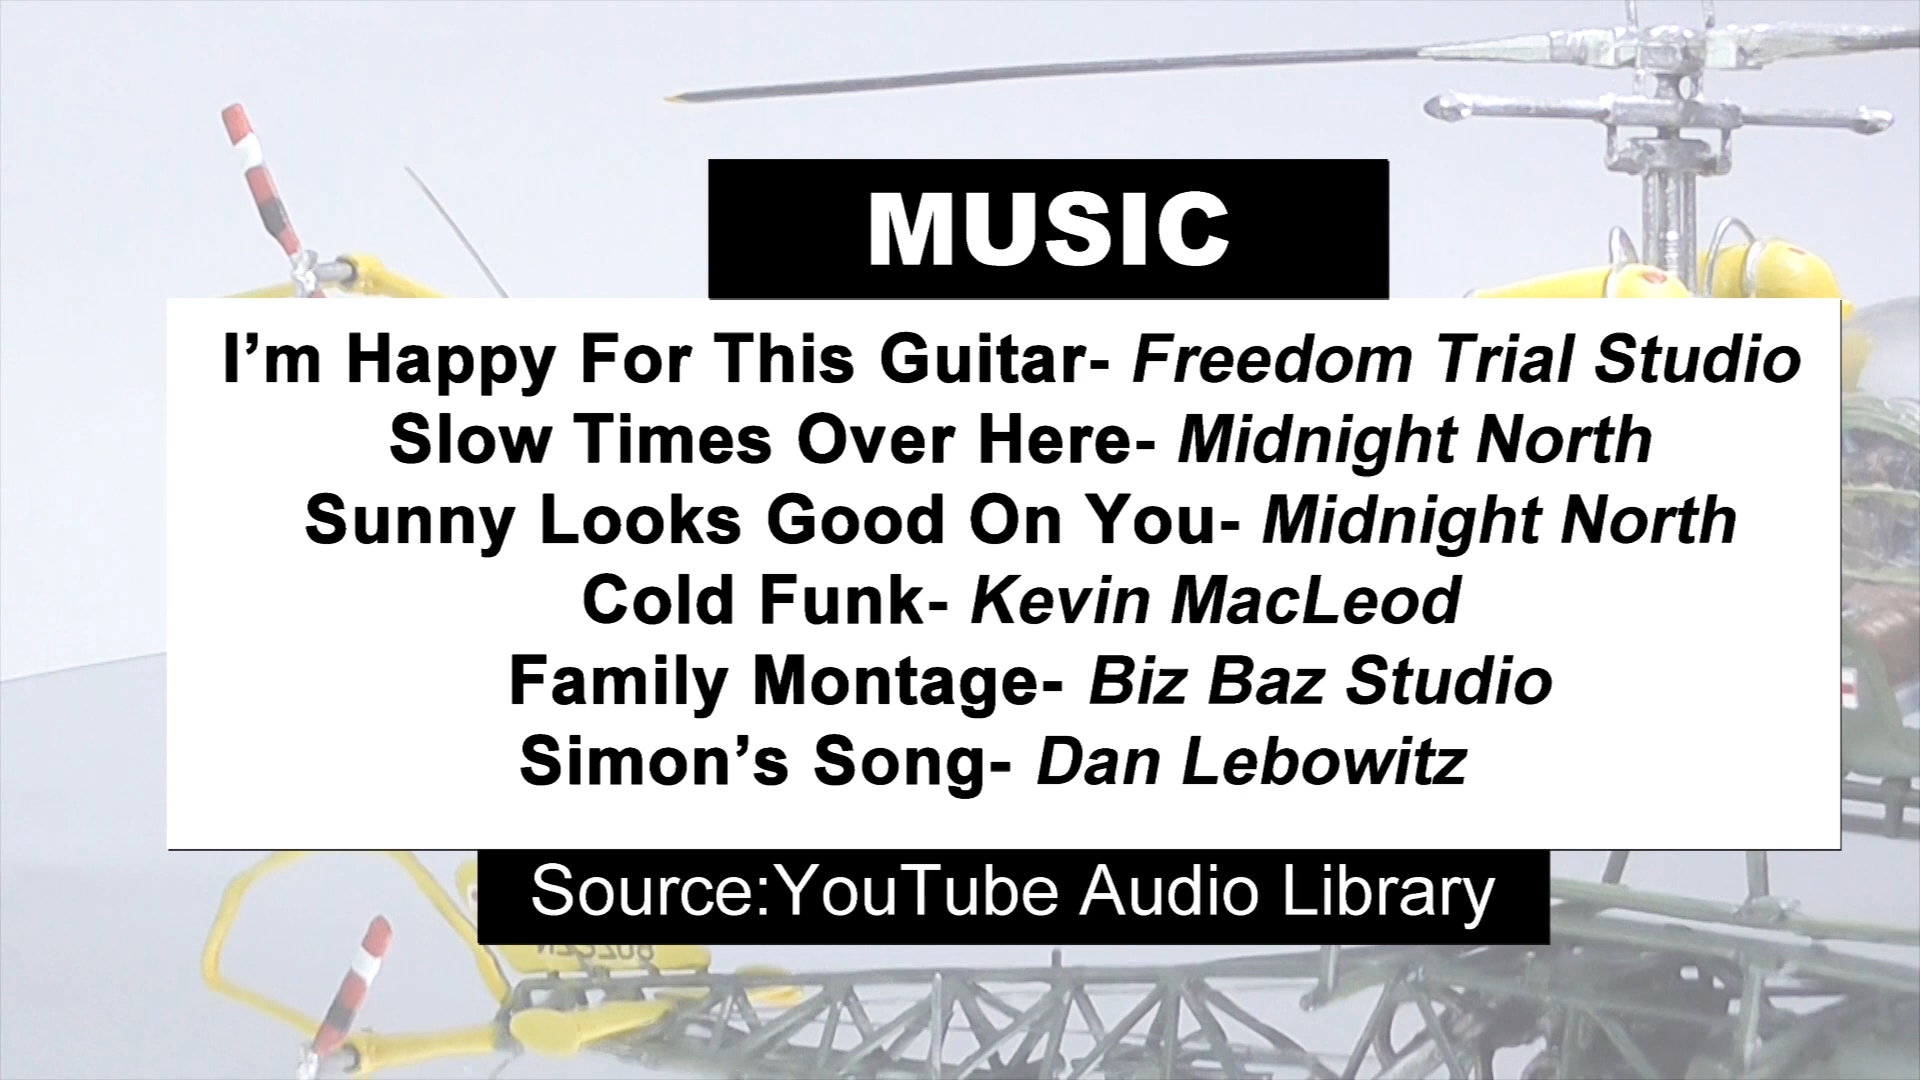 MUSIC
I’m Happy For This Guitar- Freedom Trial Studio
Slow Times Over Here- Midnight North
Sunny Looks Good On You- Midnight North
Cold Funk- Kevin MacLeod
Family Montage- Biz Baz Studio
Simon’s Song- Dan Lebowitz
Source:YouTube Audio Library